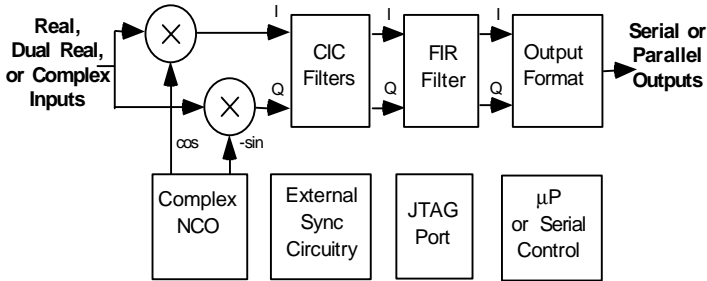 Real,
Dual Real,
or Complex
Inputs
I
Q
cos
-sin
CIC
Filters
I
Q
FIR
Filter
I
Q
Output
Format
Serial or
Parallel
Outputs
Complex
NCO
External
Sync
Circuitry
JTAG
Port
µP
or Serial
Control